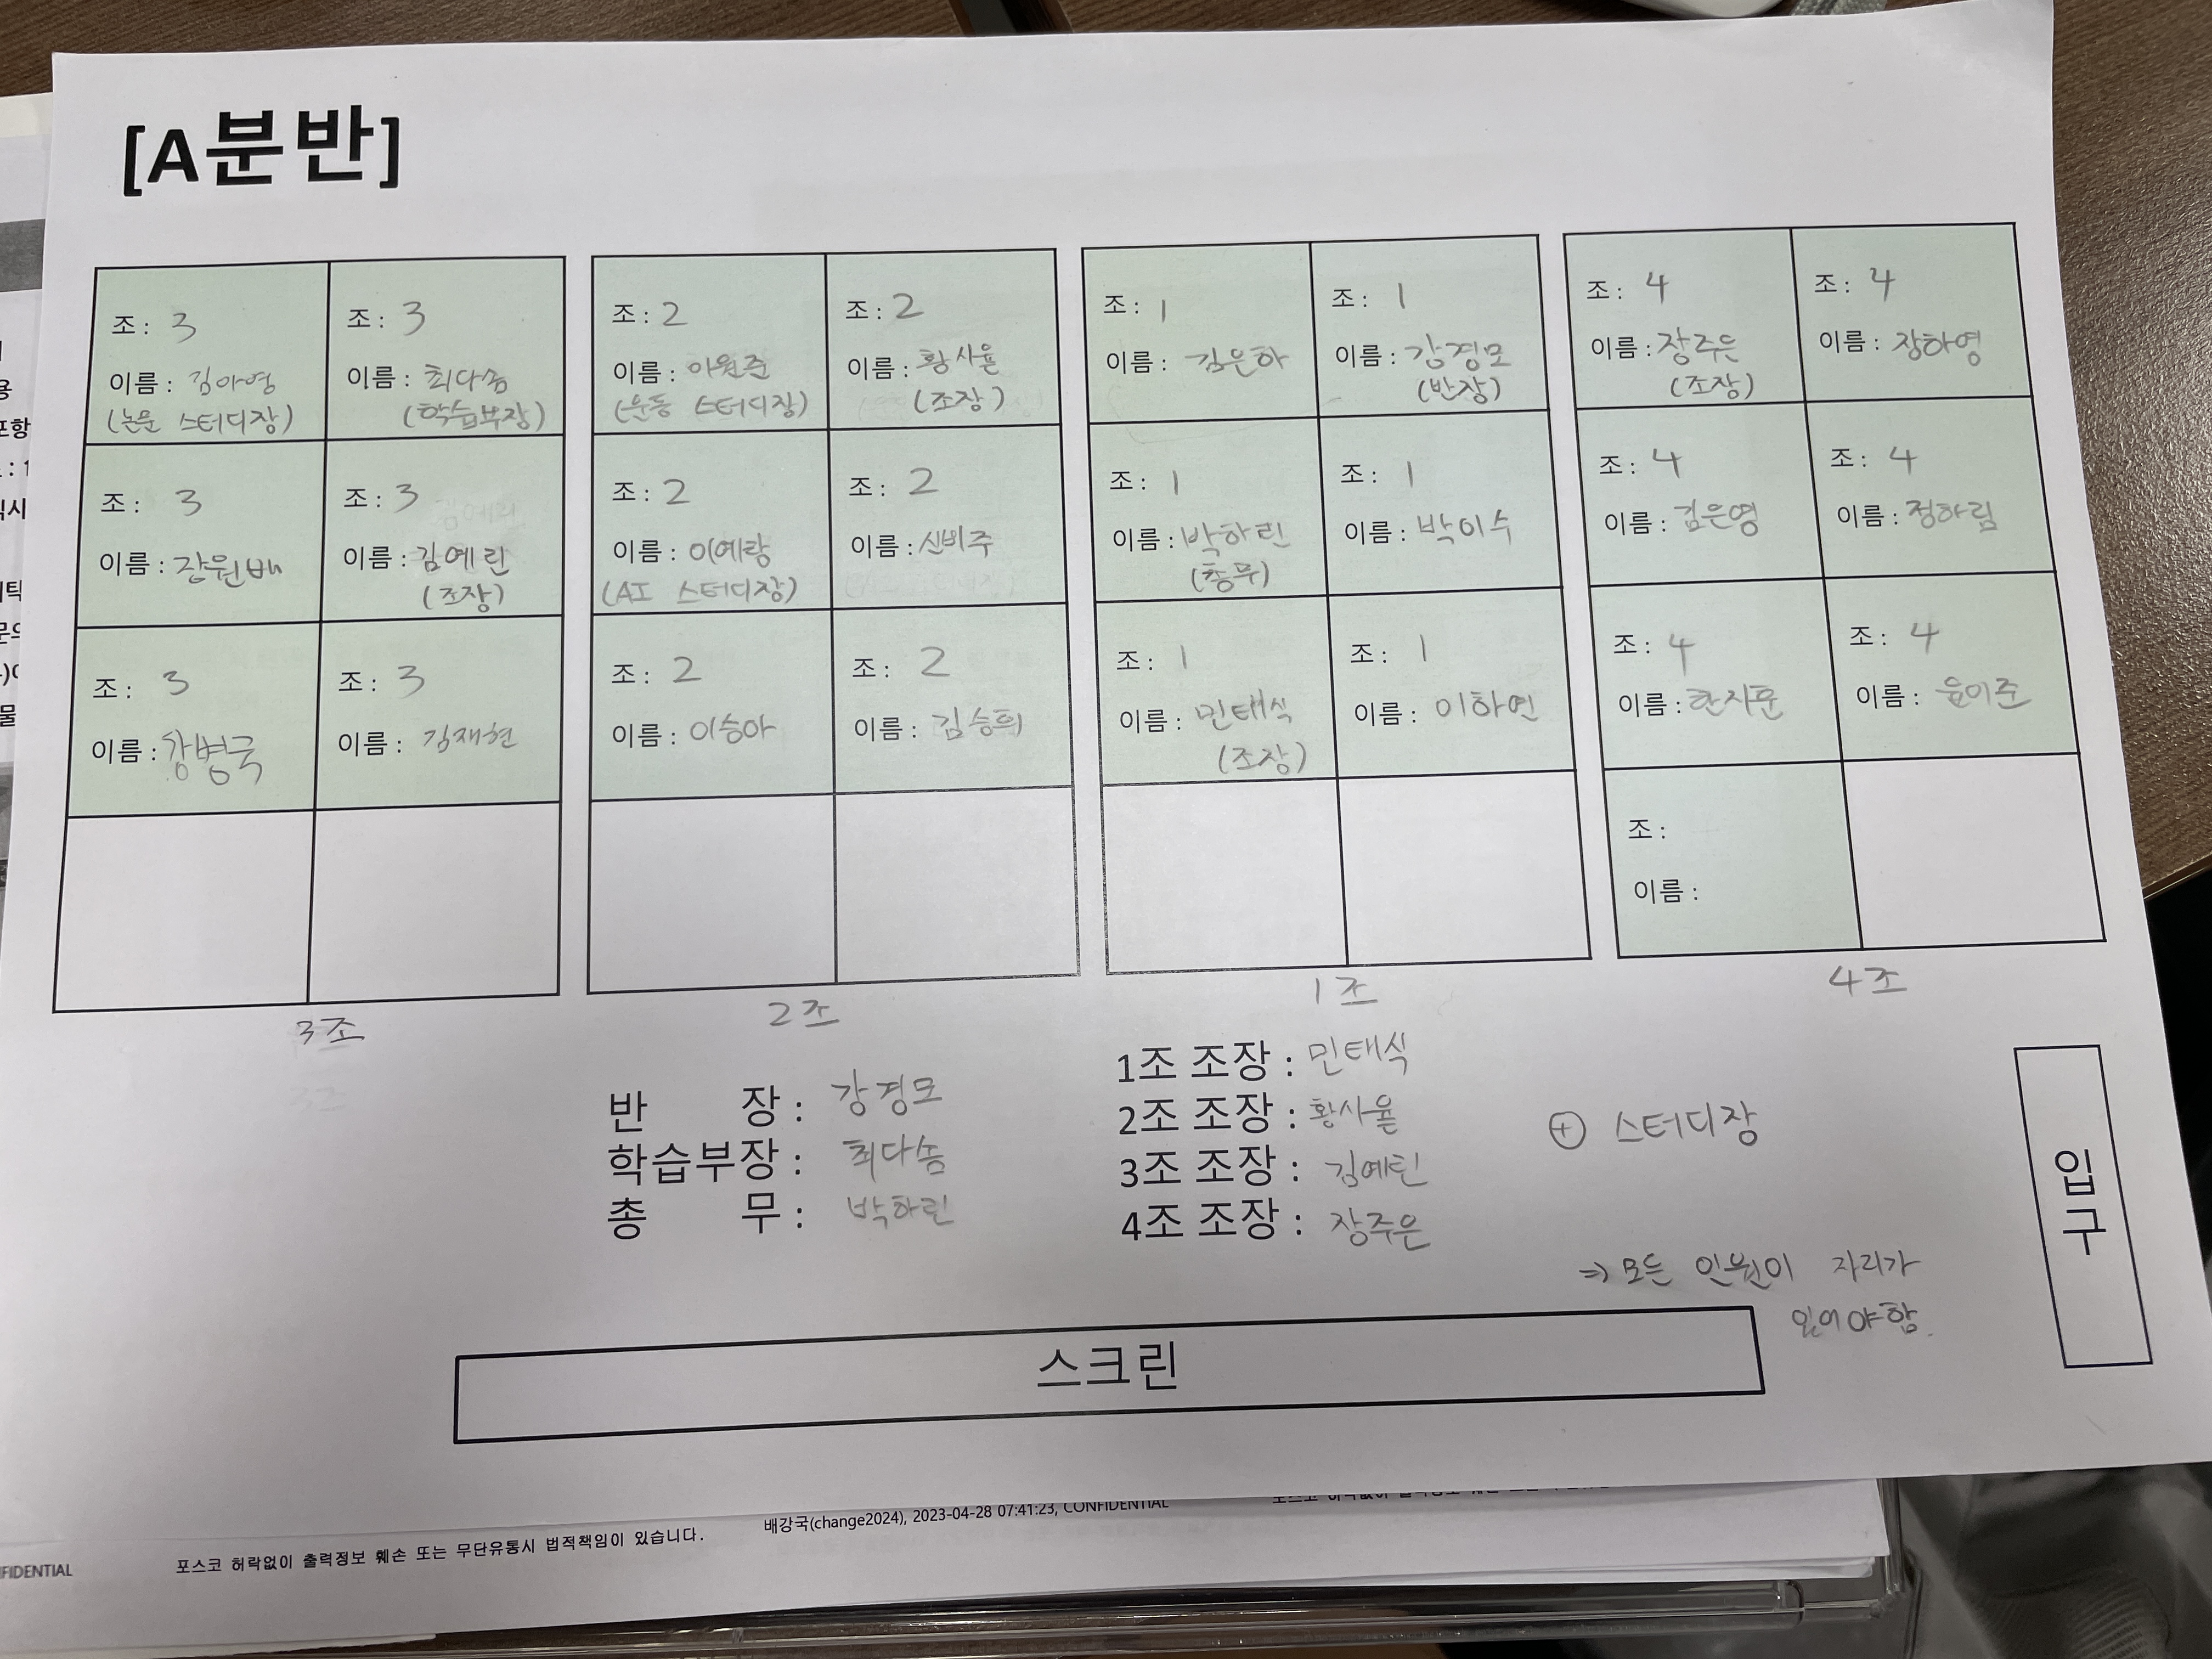 [A분반]
조 : 3
이름 : 김아영
(논문 스터디장)
조 : 3
이름 : 최다솜
(학습부장)
조 : 2
이름 : 이원준
(운동 스터디장)
조 : 2
이름 : 황사율
(조장)
조 : 1
이름 : 김은하
조 : 1
이름 : 강경모
(반장)
조 : 4
이름 : 장주은
(조장)
조 : 4
이름 : 장하영
조 : 3
이름 : 장원배
조 : 3
이름 : 김예린
(조장)
조 : 2
이름 : 이예랑
(AI 스터디장)
조 : 2
이름 : 신비주
조 : 1
이름 : 박하린
(총무)
조 : 1
이름 : 박이수
조 : 4
이름 : 김은영
조 : 4
이름 : 정하림
조 : 3
이름 : 강병국
조 : 3
이름 : 김재현
조 : 2
이름 : 이승아
조 : 2
이름 : 김승휘
조 : 1
이름 : 민태식
(조장)
조 : 1
이름 : 이하연
조 : 4
이름 : 한지훈
조 : 4
이름 : 윤이준
조 :
이름 :
3조
2조
1조
4조
반 장 : 강경모
학습부장 : 최다솜
총 무 : 박하린
1조 조장 : 민태식
2조 조장 : 황사율
3조 조장 : 김예린
4조 조장 : 장주은
⊕ 스터디장
⇒ 모든 인원이 자리가
있어야함.
입구
스크린
포스코 허락없이 출력정보 훼손 또는 무단유통시 법적책임이 있습니다.
배강국(change2024), 2023-04-28 07:41:23, CONFIDENTIAL